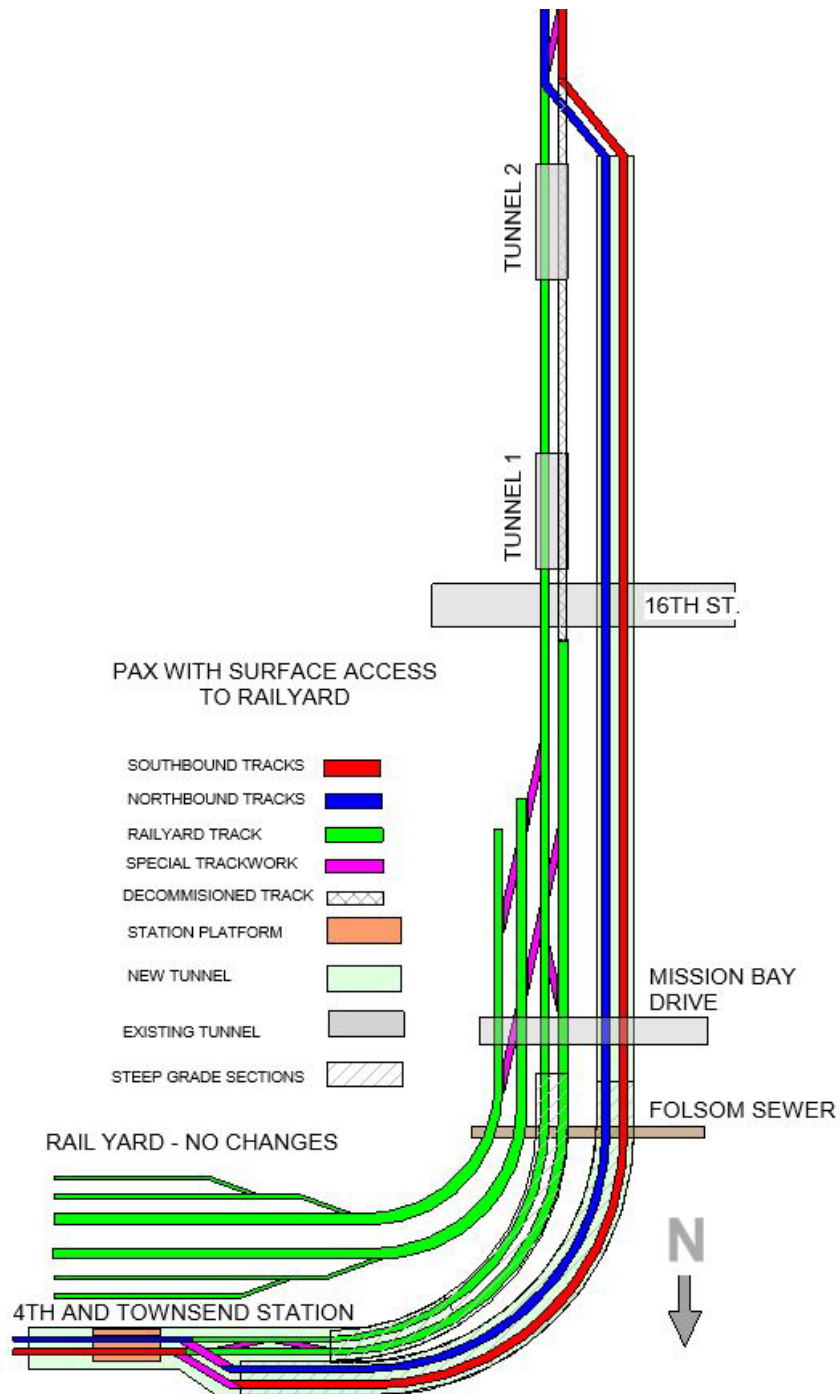 TUNNEL 2
TUNNEL 1
16TH ST.
PAX WITH SURFACE ACCESS
TO RAILYARD
SOUTHBOUND TRACKS
NORTHBOUND TRACKS
RAILYARD TRACK
SPECIAL TRACKWORK
DECOMMISIONED TRACK
STATION PLATFORM
NEW TUNNEL
EXISTING TUNNEL
STEEP GRADE SECTIONS
MISSION BAY
DRIVE
FOLSOM SEWER
RAIL YARD - NO CHANGES
N
4TH AND TOWNSEND STATION